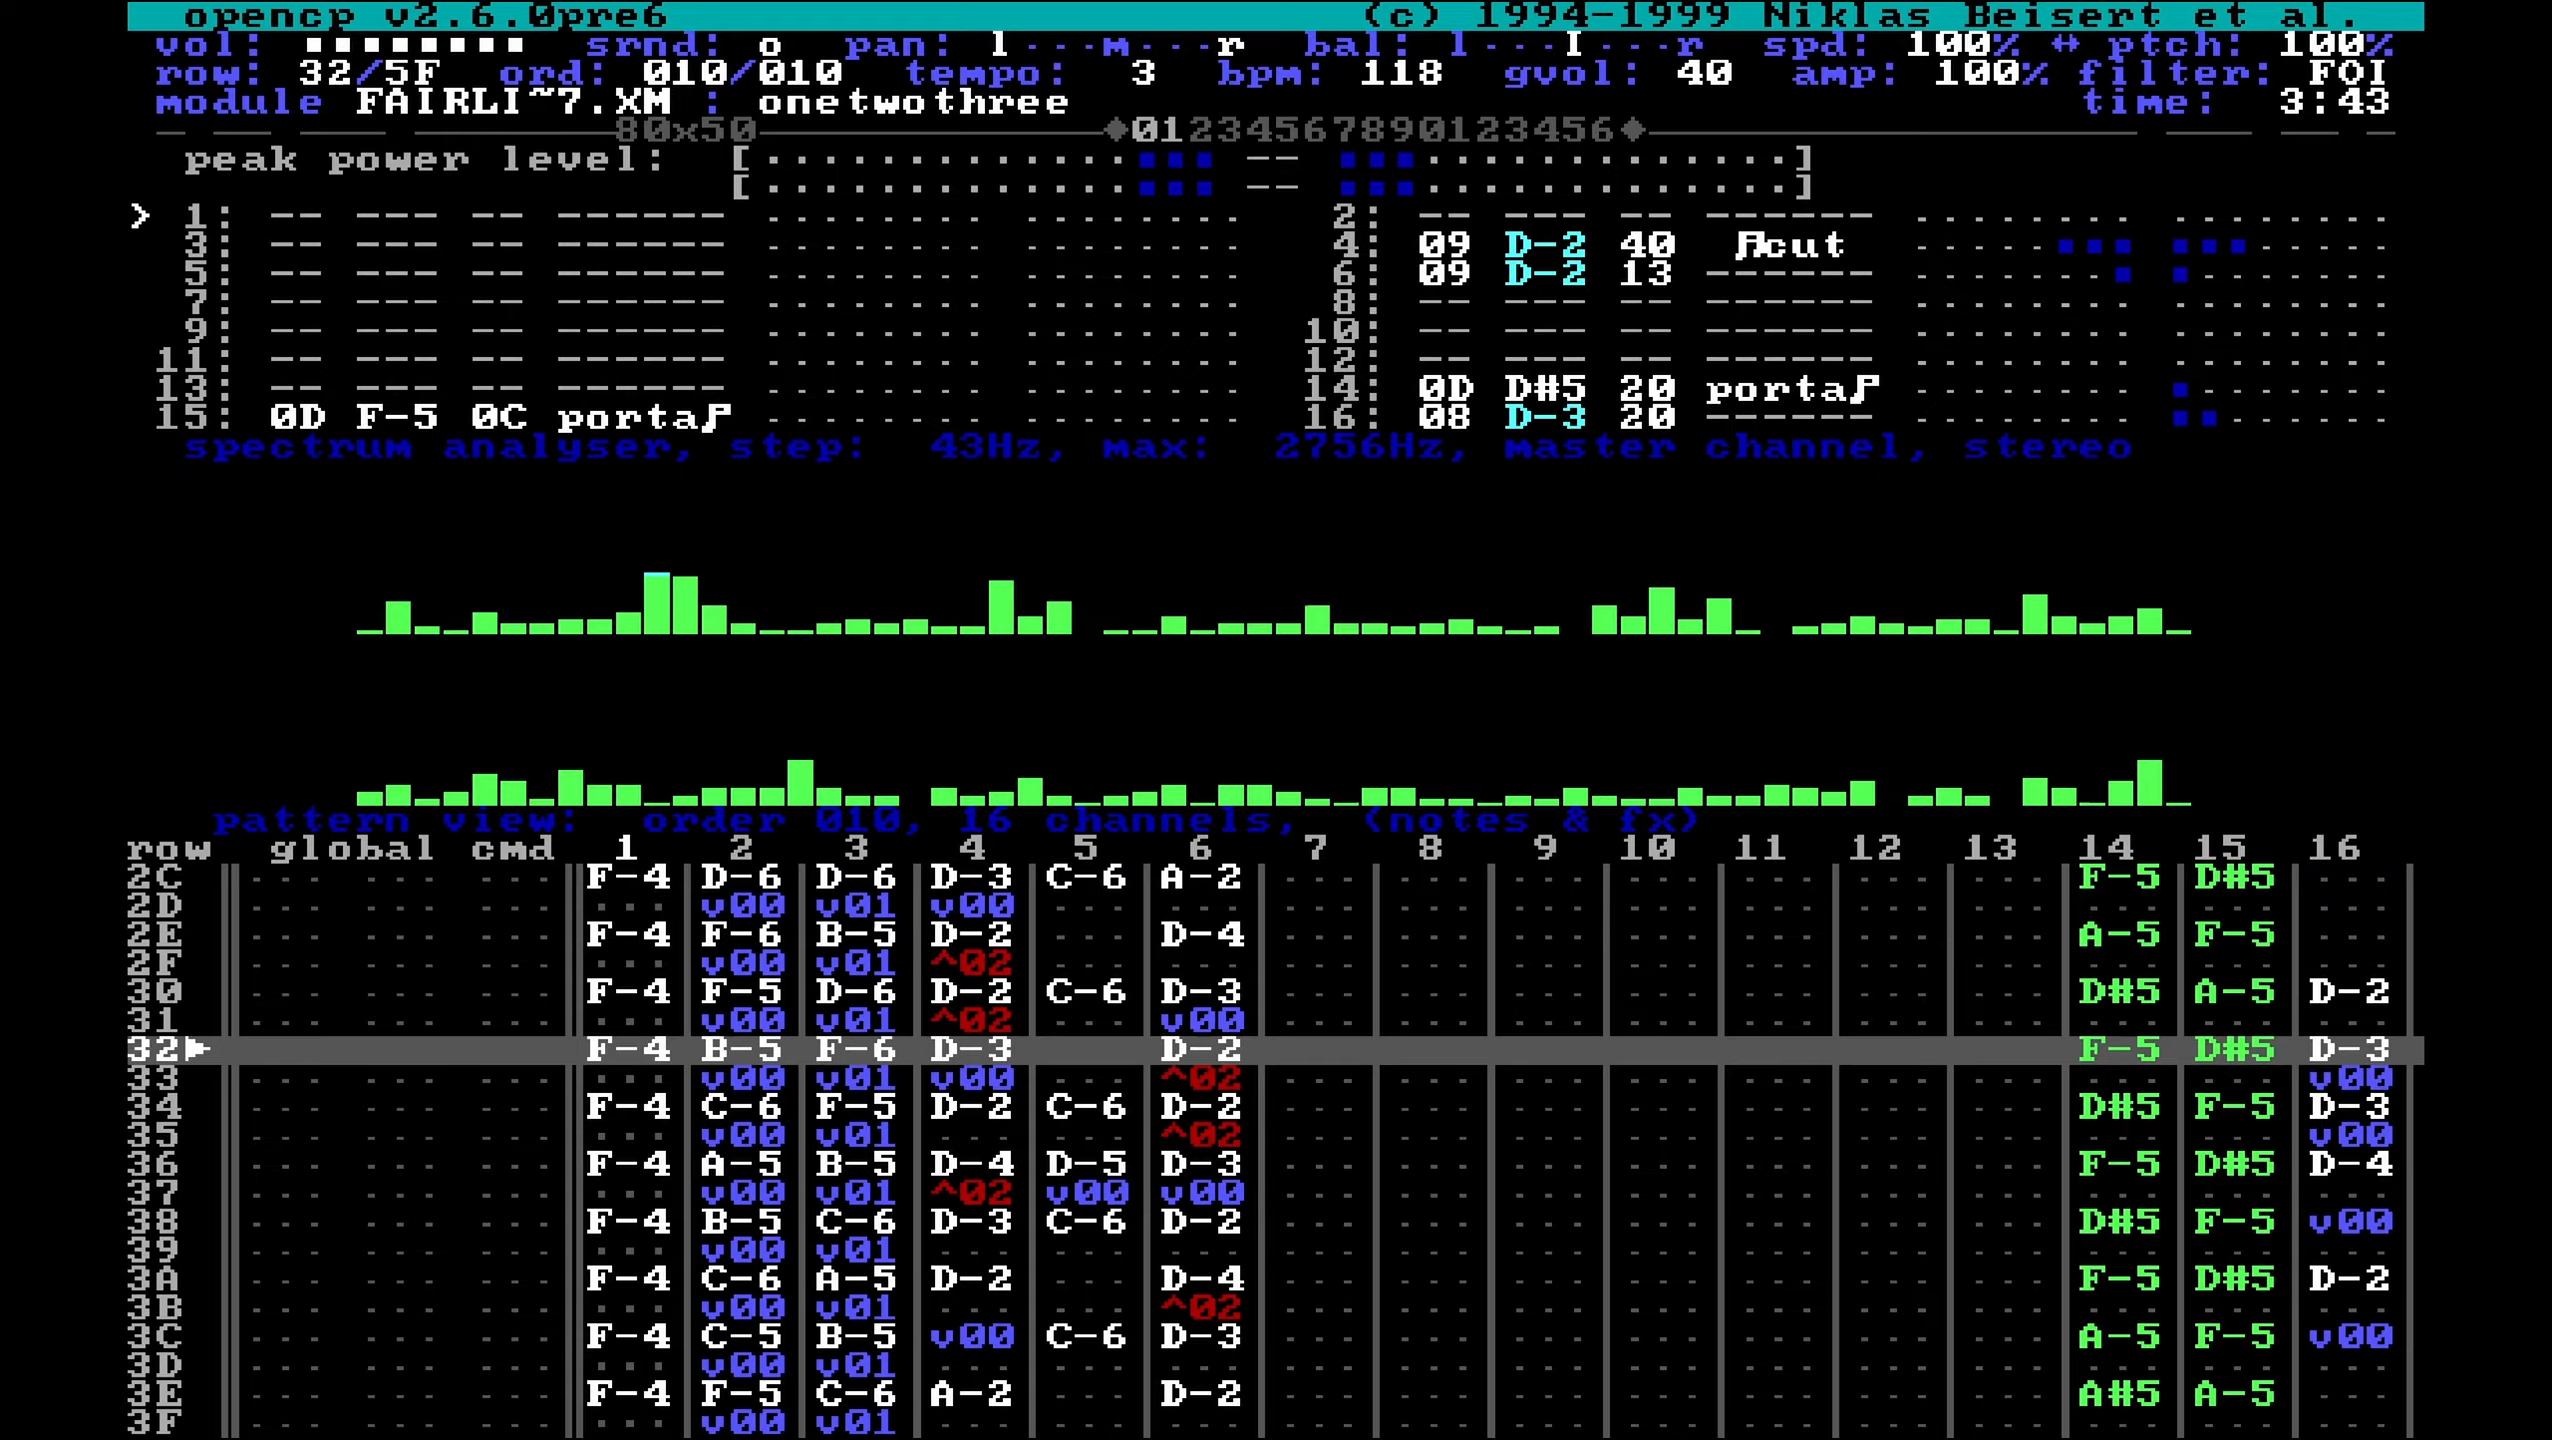 opencp v2.6.0pre6 (c) 1994-1999 Niklas Beisert et al.
vol: ▪▪▪▪▪▪▪▪ srnd: o pan: l---m---r bal: l---I---r spd: 100% ↔ ptch: 100%
row: 32/5F ord: 010/010 tempo: 3 bpm: 118 gvol: 40 amp: 100% filter: FOI
module FAIRLI~7.XM : onetwothree time: 3:43
80x50 ◆01234567890123456◆
peak power level: [·············▪▪▪ -- ▪▪▪·············]
[·············▪▪▪ -- ▪▪▪·············]
> 1: -- --- -- ------ 2: -- --- -- ------
3: -- --- -- ------ 4: 09 D-2 40 cut
5: -- --- -- ------ 6: 09 D-2 13 ------
7: -- --- -- ------ 8: -- --- -- ------
9: -- --- -- ------ 10: -- --- -- ------
11: -- --- -- ------ 12: -- --- -- ------
13: -- --- -- ------ 14: 0D D#5 20 porta♪
15: 0D F-5 0C porta♪ 16: 08 D-3 20 ------
spectrum analyser, step: 43Hz, max: 2756Hz, master channel, stereo
pattern view: order 010, 16 channels, (notes & fx)
row global cmd 1 2 3 4 5 6 7 8 9 10 11 12 13 14 15 16
2C F-4 D-6 D-6 D-3 C-6 A-2 F-5 D#5
2D v00 v01 v00
2E F-4 F-6 B-5 D-2 D-4 A-5 F-5
2F v00 v01 ^02
30 F-4 F-5 D-6 D-2 C-6 D-3 D#5 A-5 D-2
31 v00 v01 ^02 v00
32► F-4 B-5 F-6 D-3 D-2 F-5 D#5 D-3
33 v00 v01 v00 ^02 v00
34 F-4 C-6 F-5 D-2 C-6 D-2 D#5 F-5 D-3
35 v00 v01 ^02 v00
36 F-4 A-5 B-5 D-4 D-5 D-3 F-5 D#5 D-4
37 v00 v01 ^02 v00 v00
38 F-4 B-5 C-6 D-3 C-6 D-2 D#5 F-5 v00
39 v00 v01
3A F-4 C-6 A-5 D-2 D-4 F-5 D#5 D-2
3B v00 v01 ^02
3C F-4 C-5 B-5 v00 C-6 D-3 A-5 F-5 v00
3D v00 v01
3E F-4 F-5 C-6 A-2 D-2 A#5 A-5
3F v00 v01